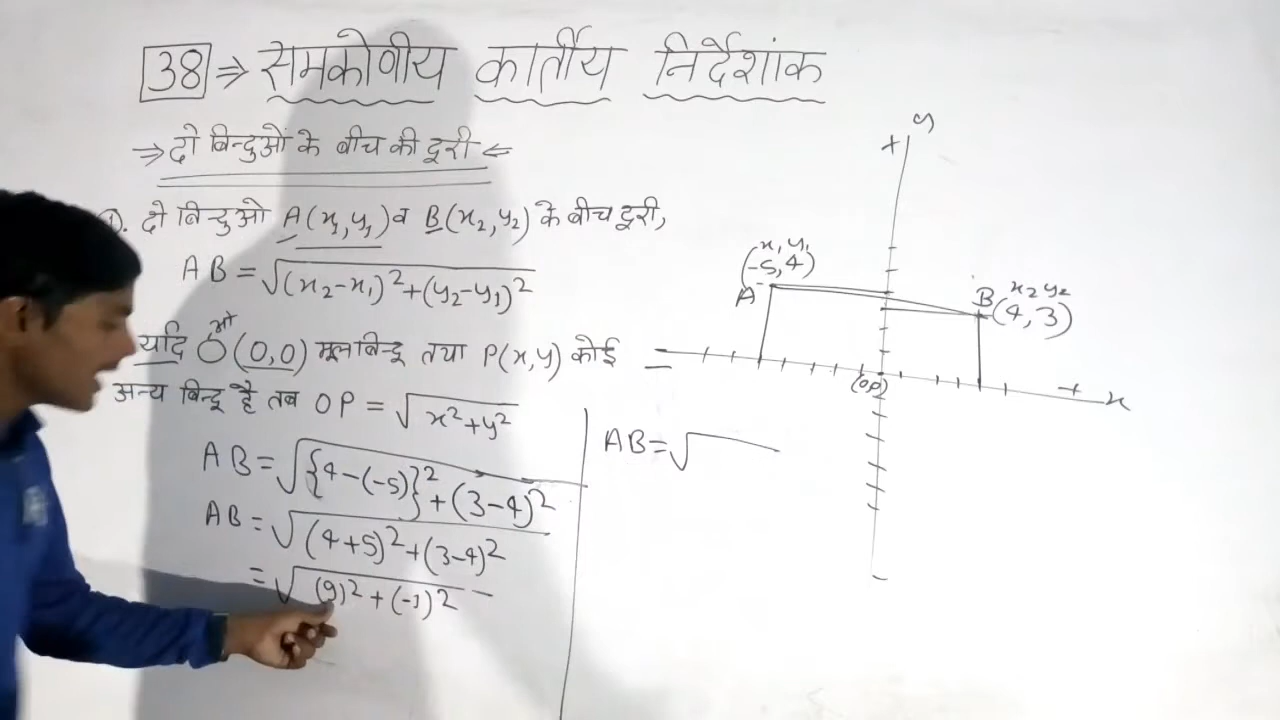 38 ⇒ समकोणीय कार्तीय निर्देशांक
⇒ दो बिन्दुओं के बीच की दूरी ⇐
①. दो बिन्दुओ A(x₁,y₁) व B(x₂,y₂) के बीच दूरी,
AB = √(x₂-x₁)²+(y₂-y₁)²
यदि ओ (0,0) मूलबिन्दू तथा P(x,y) कोई
अन्य बिन्दू है तब OP = √x²+y²
AB = √{4-(-5)}²+(3-4)²
AB = √(4+5)²+(3-4)²
= √(9)²+(-1)²
AB = √
y
+
x₁ y₁
(-5,4)
A
x₂ y₂
B(4,3)
(0,0)
+
x